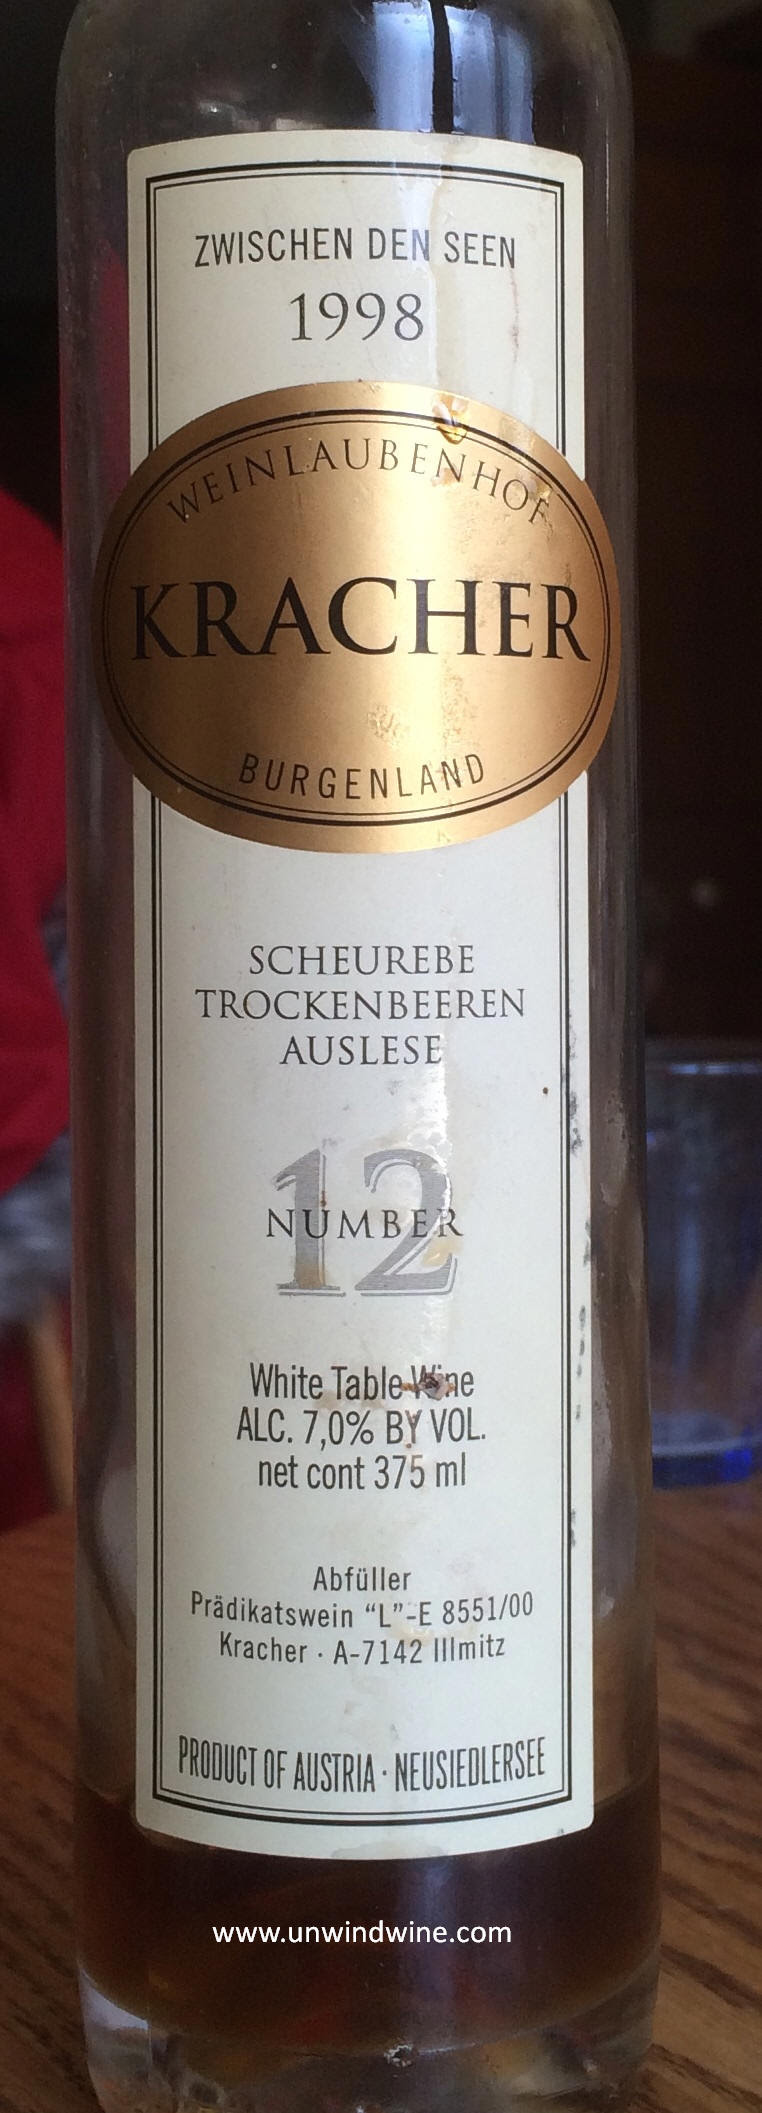 ZWISCHEN DEN SEEN
1998
WEINLAUBENHOF
KRACHER
BURGENLAND
SCHEUREBE
TROCKENBEEREN
AUSLESE
12
NUMBER
White Table Wine
ALC. 7,0% BY VOL.
net cont 375 ml
Abfüller
Prädikatswein “L”-E 8551/00
Kracher · A-7142 Illmitz
PRODUCT OF AUSTRIA · NEUSIEDLERSEE
www.unwindwine.com